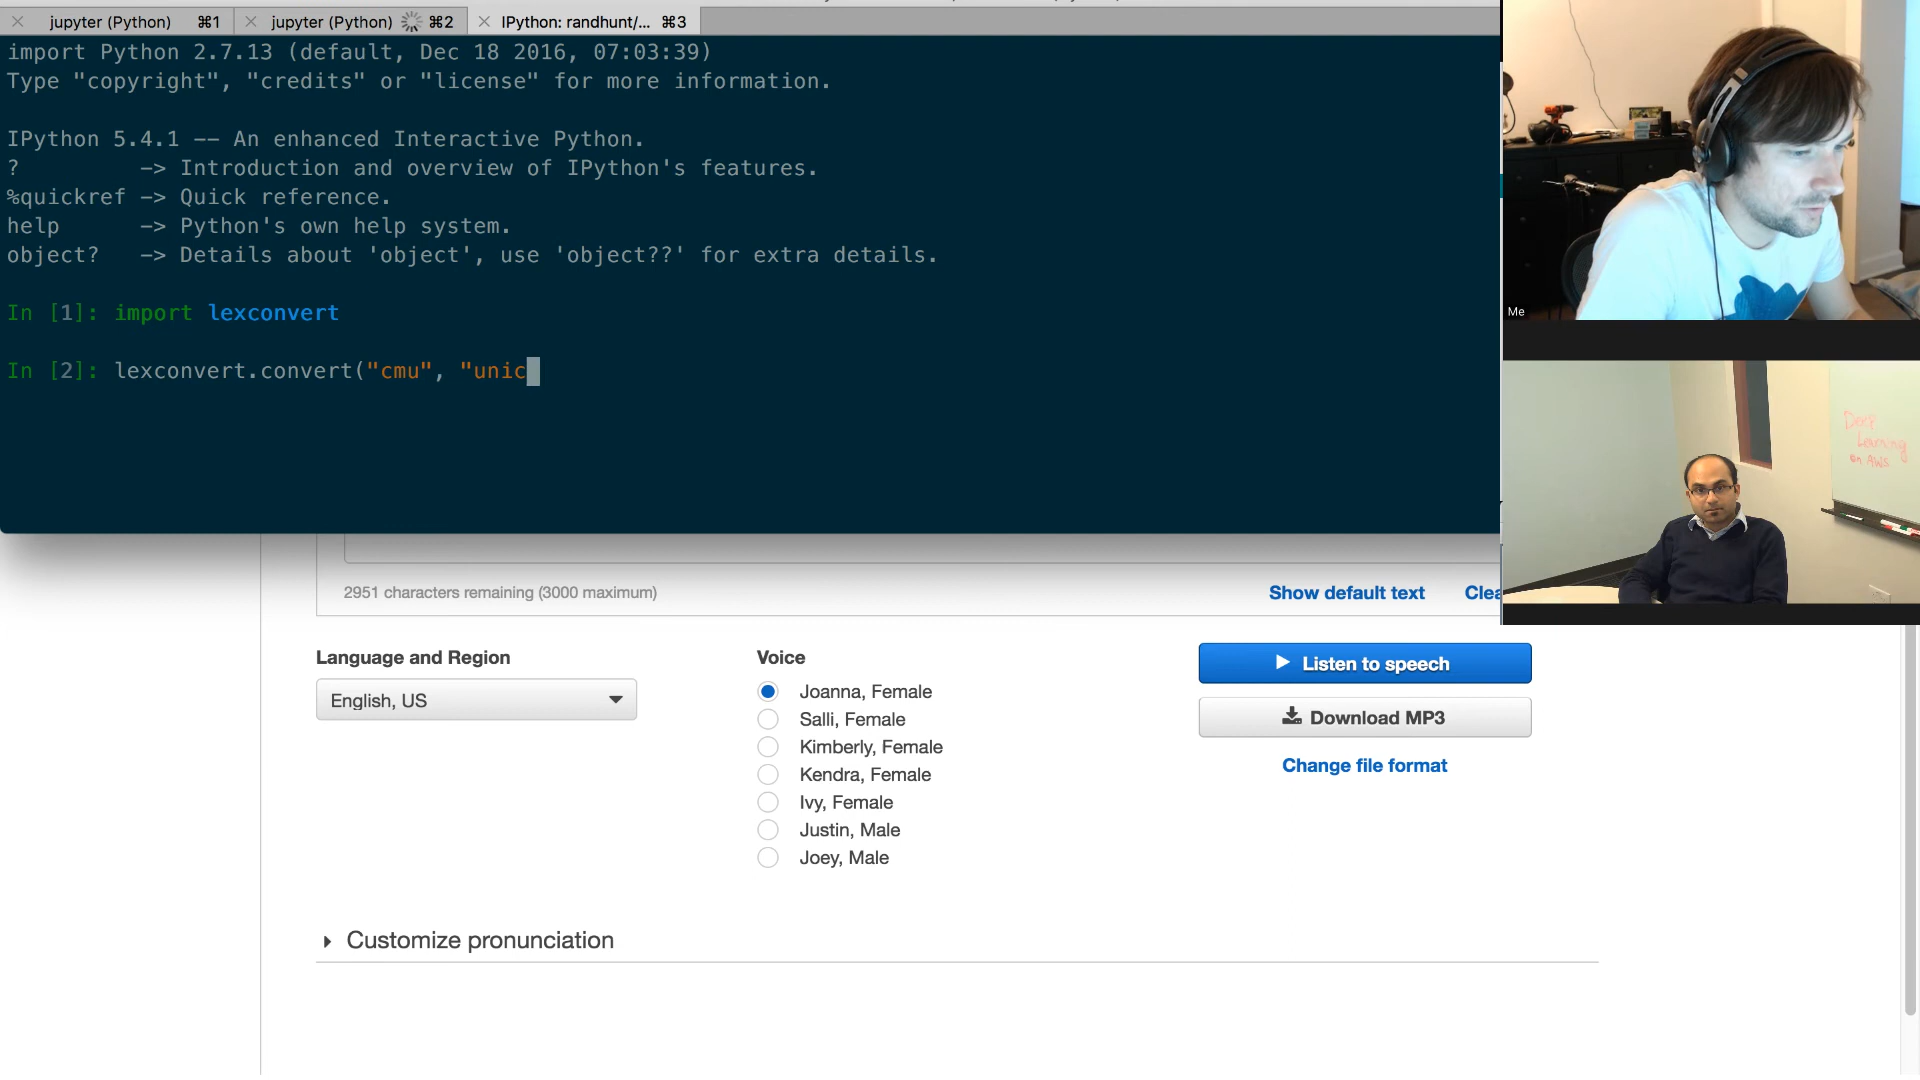 jupyter (Python) ⌘1 jupyter (Python) ⌘2 IPython: randhunt/... ⌘3
import Python 2.7.13 (default, Dec 18 2016, 07:03:39)
Type "copyright", "credits" or "license" for more information.
IPython 5.4.1 -- An enhanced Interactive Python.
? -> Introduction and overview of IPython's features.
%quickref -> Quick reference.
help -> Python's own help system.
object? -> Details about 'object', use 'object??' for extra details.
In [1]: import lexconvert
In [2]: lexconvert.convert("cmu", "unic
Me
Deep
Learning
on AWS
2951 characters remaining (3000 maximum)
Show default text Clea
Language and Region
English, US
Voice
Joanna, Female
Salli, Female
Kimberly, Female
Kendra, Female
Ivy, Female
Justin, Male
Joey, Male
Listen to speech
Download MP3
Change file format
Customize pronunciation